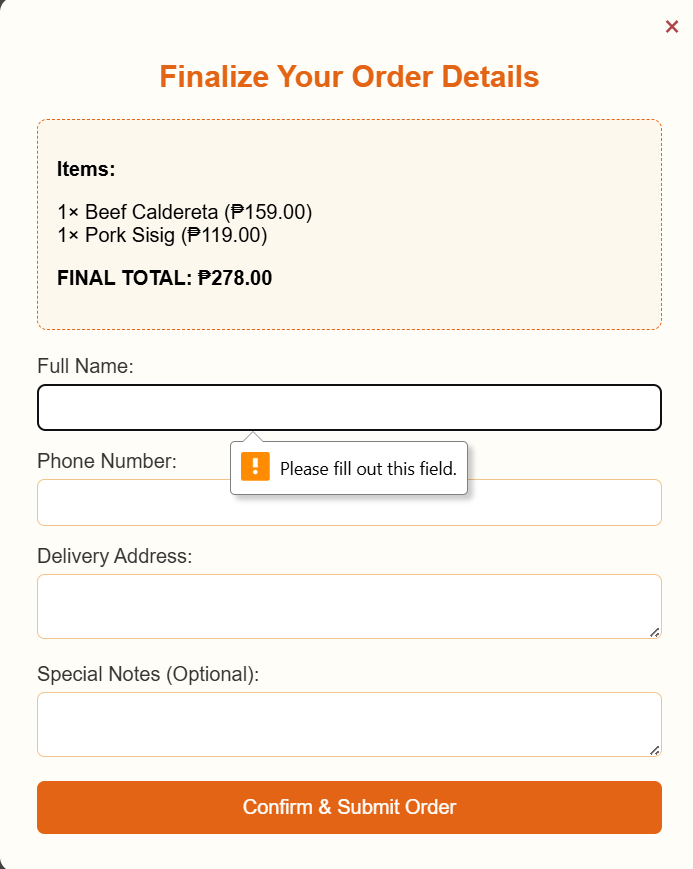 ×
Finalize Your Order Details
Items:
1× Beef Caldereta (₱159.00)
1× Pork Sisig (₱119.00)
FINAL TOTAL: ₱278.00
Full Name:
Please fill out this field.
Phone Number:
Delivery Address:
Special Notes (Optional):
Confirm & Submit Order